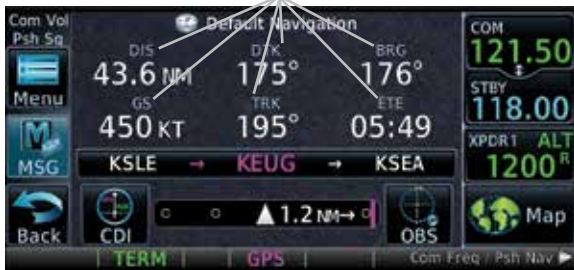 Com Vol
Psh Sq
Default Navigation
DIS DTK BRG
43.6 NM 175° 176°
GS TRK ETE
450 KT 195° 05:49
KSLE → KEUG → KSEA
1.2 NM→
Menu
MSG
Back
CDI
OBS
TERM GPS
Com Freq / Psh Nav
COM
121.50
STBY
118.00
XPDR1 ALT
1200 R
Map